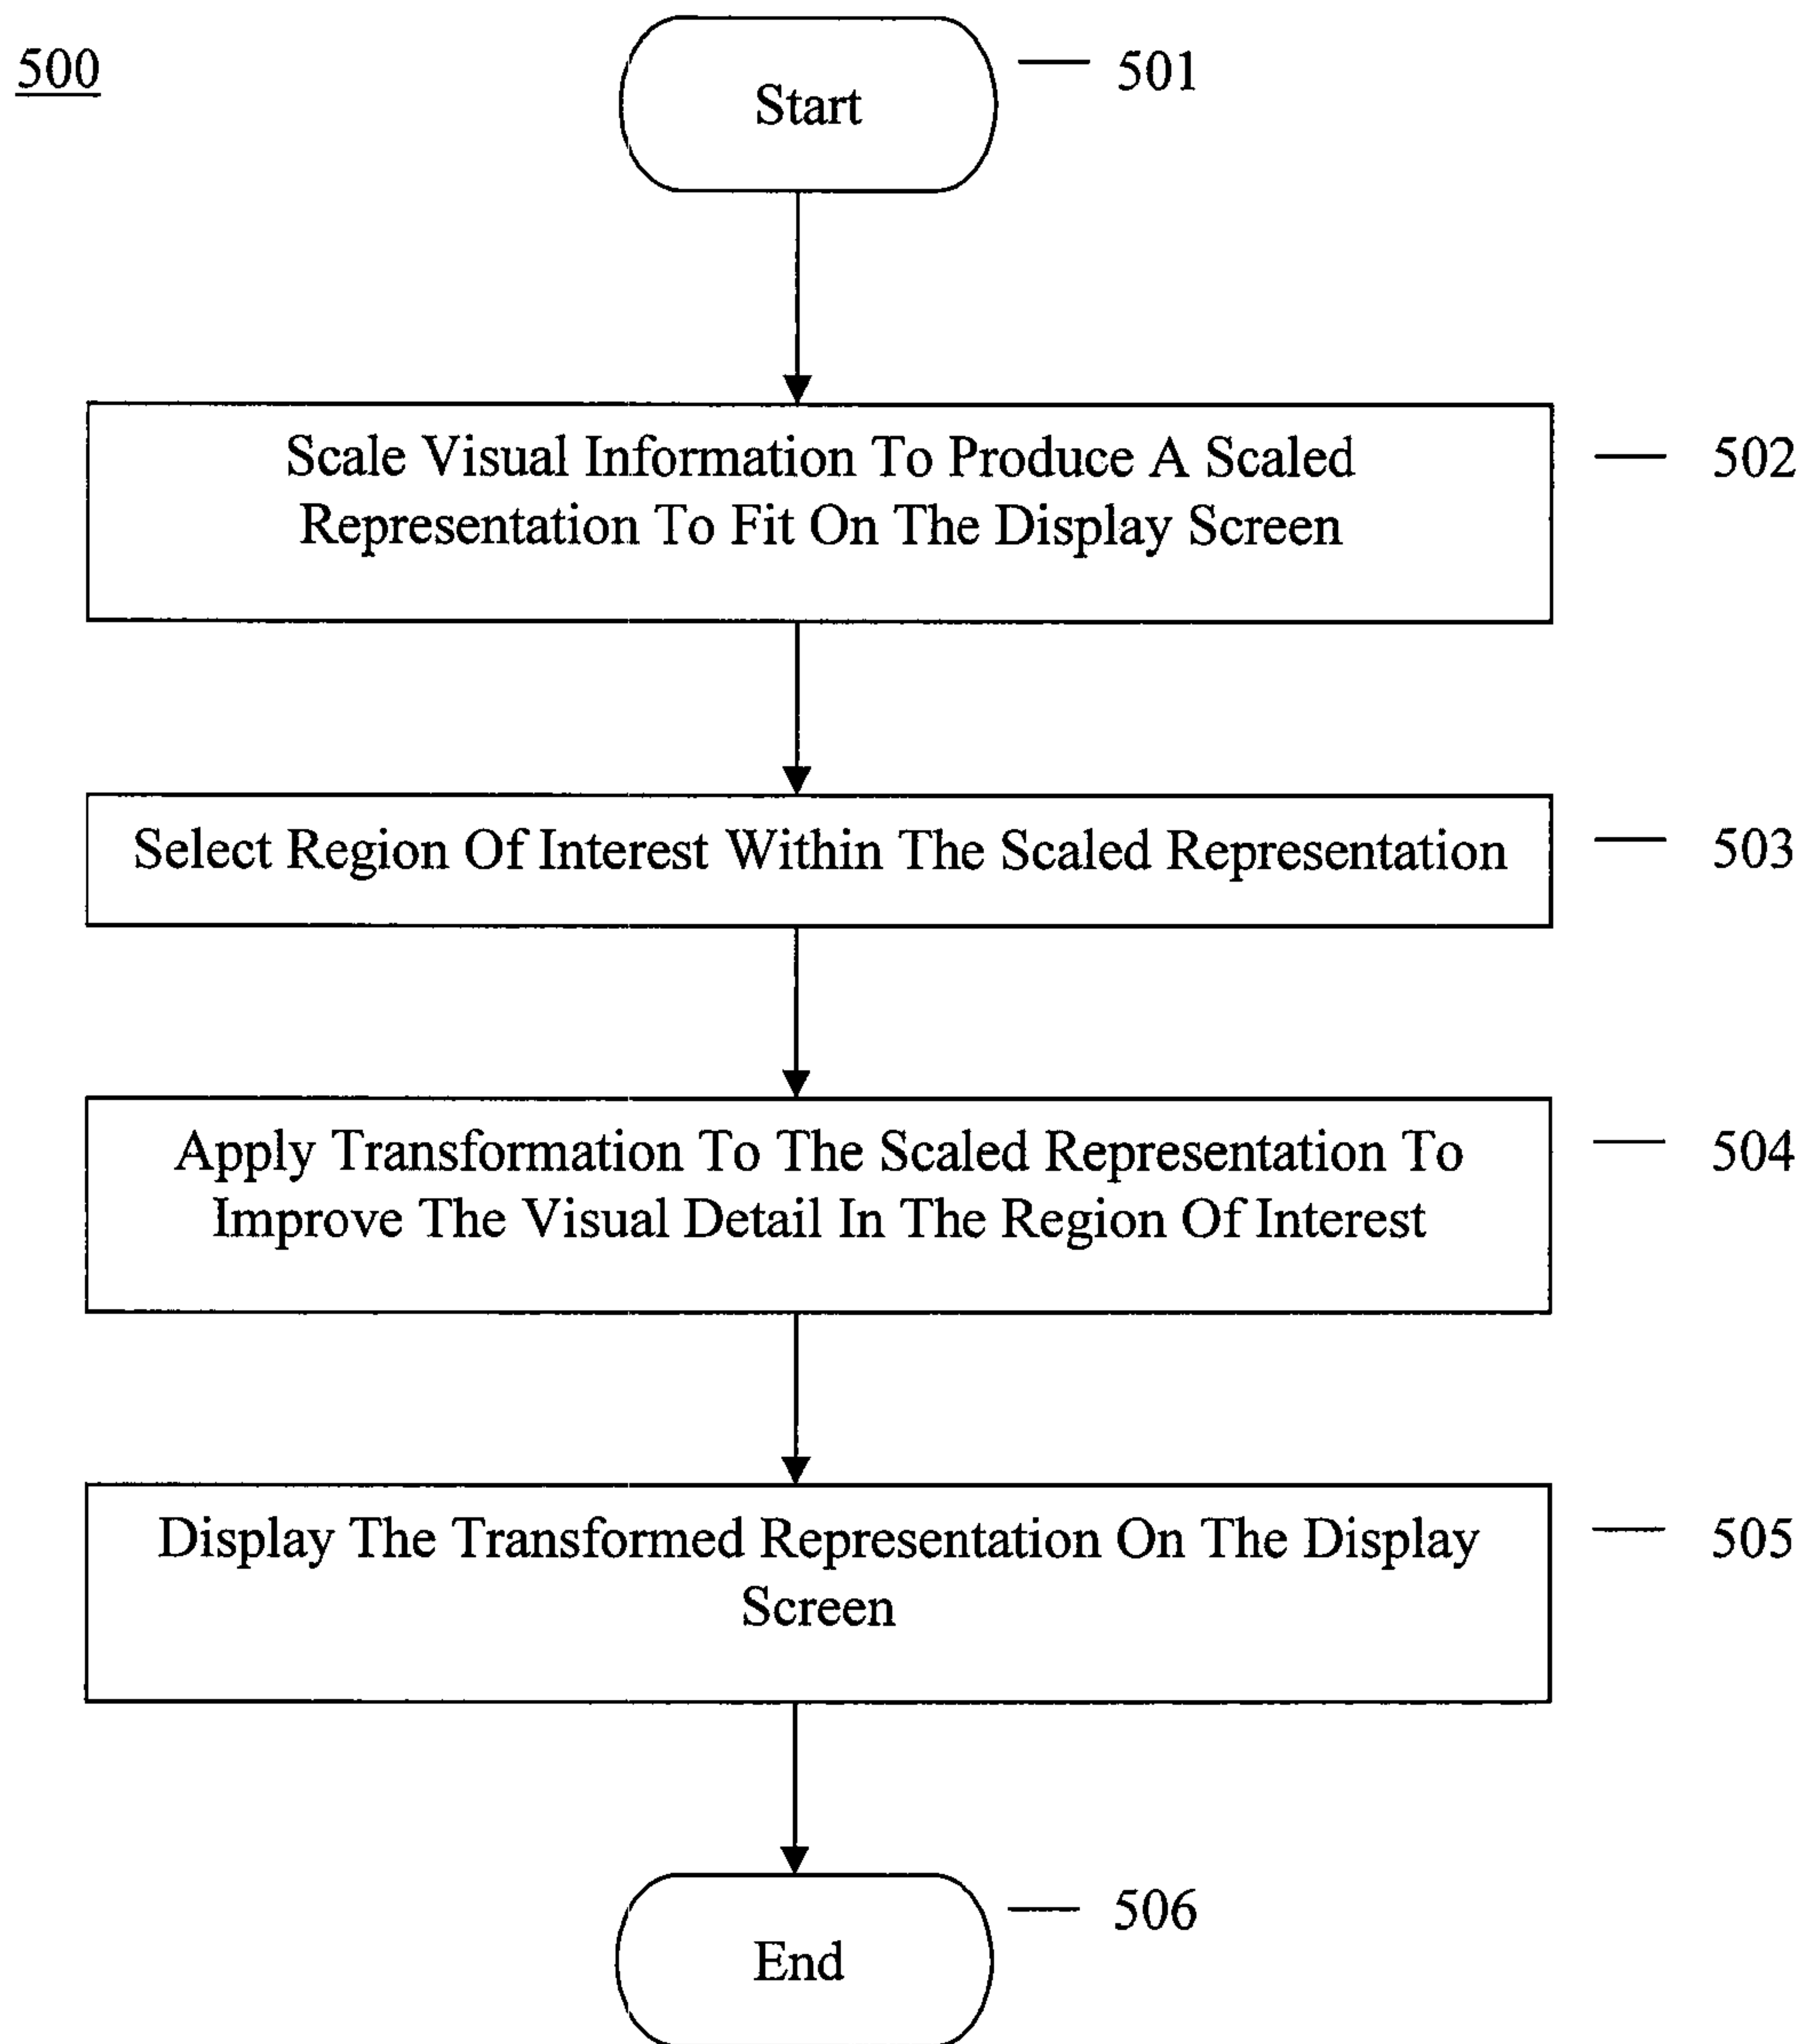 500
Start
501
Scale Visual Information To Produce A Scaled
Representation To Fit On The Display Screen
502
Select Region Of Interest Within The Scaled Representation
503
Apply Transformation To The Scaled Representation To
Improve The Visual Detail In The Region Of Interest
504
Display The Transformed Representation On The Display
Screen
505
End
506